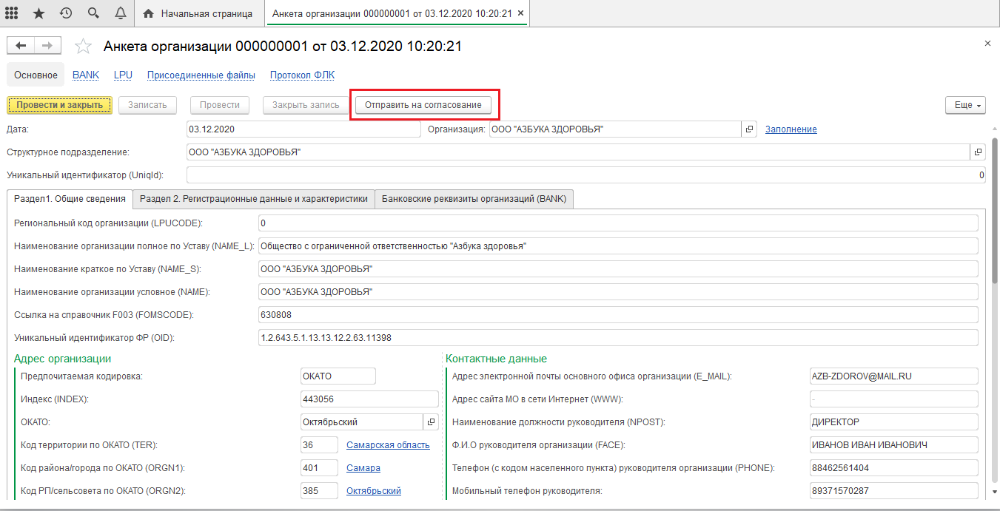 Начальная страница
Анкета организации 000000001 от 03.12.2020 10:20:21 ×
Анкета организации 000000001 от 03.12.2020 10:20:21
Основное BANK LPU Присоединенные файлы Протокол ФЛК
Провести и закрыть Записать Провести Закрыть запись Отправить на согласование Еще
Дата: 03.12.2020 Организация: ООО "АЗБУКА ЗДОРОВЬЯ" Заполнение
Структурное подразделение: ООО "АЗБУКА ЗДОРОВЬЯ"
Уникальный идентификатор (UniqId): 0
Раздел1. Общие сведения Раздел 2. Регистрационные данные и характеристики Банковские реквизиты организаций (BANK)
Региональный код организации (LPUCODE): 0
Наименование организации полное по Уставу (NAME_L): Общество с ограниченной ответственностью "Азбука здоровья"
Наименование краткое по Уставу (NAME_S): ООО "АЗБУКА ЗДОРОВЬЯ"
Наименование организации условное (NAME): ООО "АЗБУКА ЗДОРОВЬЯ"
Ссылка на справочник F003 (FOMSCODE): 630808
Уникальный идентификатор ФР (OID): 1.2.643.5.1.13.13.12.2.63.11398
Адрес организации Контактные данные
Предпочитаемая кодировка: ОКАТО Адрес электронной почты основного офиса организации (E_MAIL): AZB-ZDOROV@MAIL.RU
Индекс (INDEX): 443056 Адрес сайта МО в сети Интернет (WWW): -
ОКАТО: Октябрьский Наименование должности руководителя (NPOST): ДИРЕКТОР
Код территории по ОКАТО (TER): 36 Самарская область Ф.И.О руководителя организации (FACE): ИВАНОВ ИВАН ИВАНОВИЧ
Код района/города по ОКАТО (ORGN1): 401 Самара Телефон (с кодом населенного пункта) руководителя организации (PHONE): 88462561404
Код РП/сельсовета по ОКАТО (ORGN2): 385 Октябрьский Мобильный телефон руководителя: 89371570287